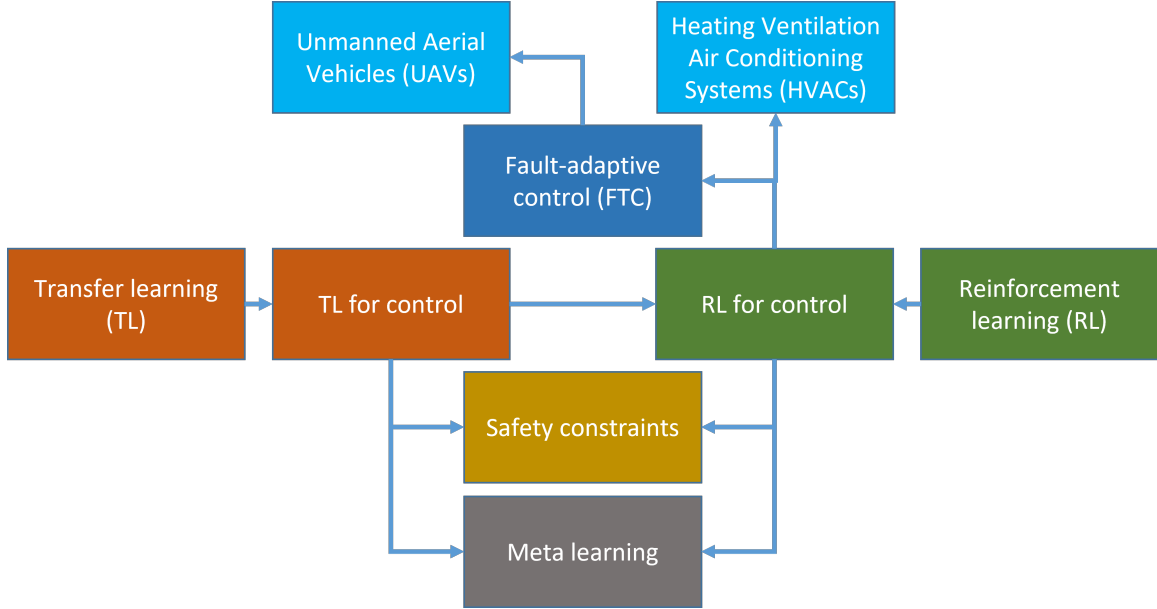 Unmanned Aerial
Vehicles (UAVs)
Heating Ventilation
Air Conditioning
Systems (HVACs)
Fault-adaptive
control (FTC)
Transfer learning
(TL)
TL for control
RL for control
Reinforcement
learning (RL)
Safety constraints
Meta learning